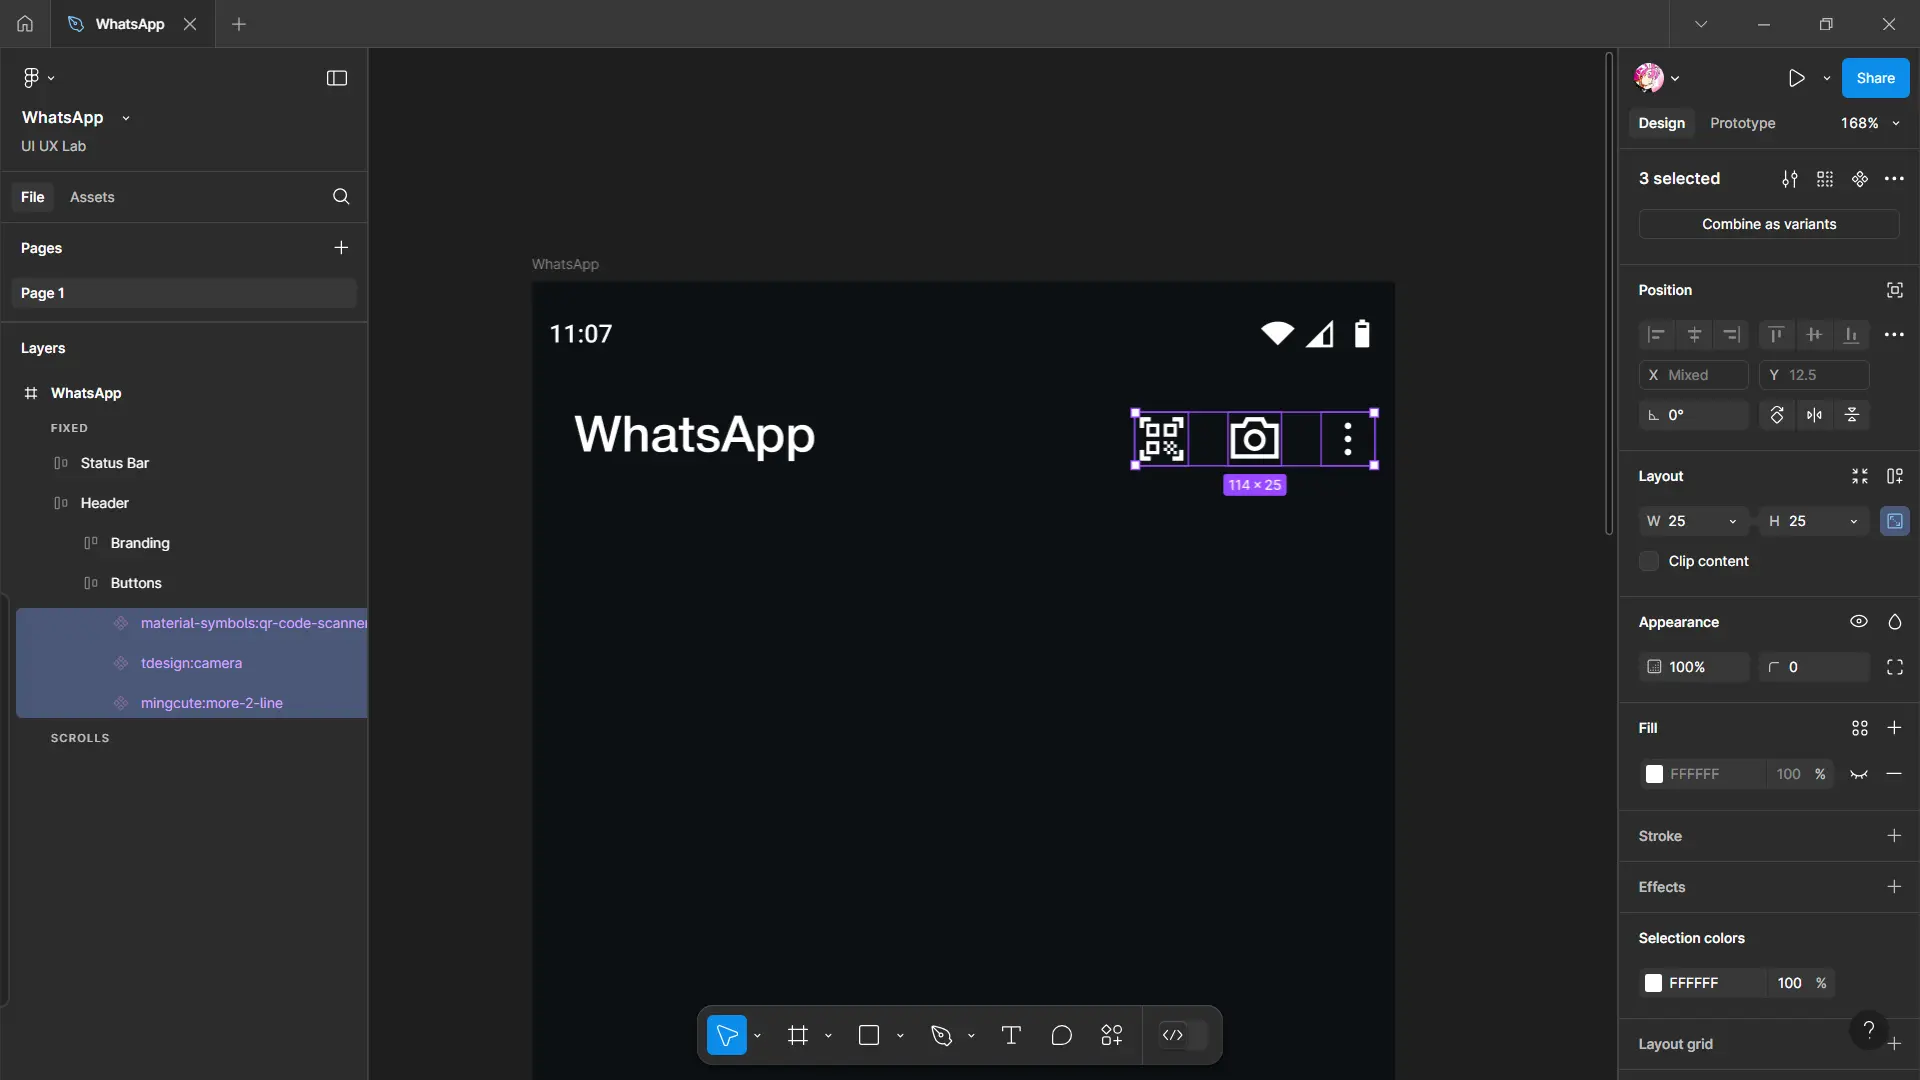 WhatsApp
WhatsApp
UI UX Lab
File
Assets
Pages
Page 1
Layers
WhatsApp
FIXED
Status Bar
Header
Branding
Buttons
material-symbols:qr-code-scanner
tdesign:camera
mingcute:more-2-line
SCROLLS
WhatsApp
11:07
WhatsApp
114 × 25
Share
Design
Prototype
168%
3 selected
Combine as variants
Position
X Mixed
Y 12.5
0°
Layout
W 25
H 25
Clip content
Appearance
100%
0
Fill
FFFFFF
100 %
Stroke
Effects
Selection colors
FFFFFF
100 %
Layout grid
?